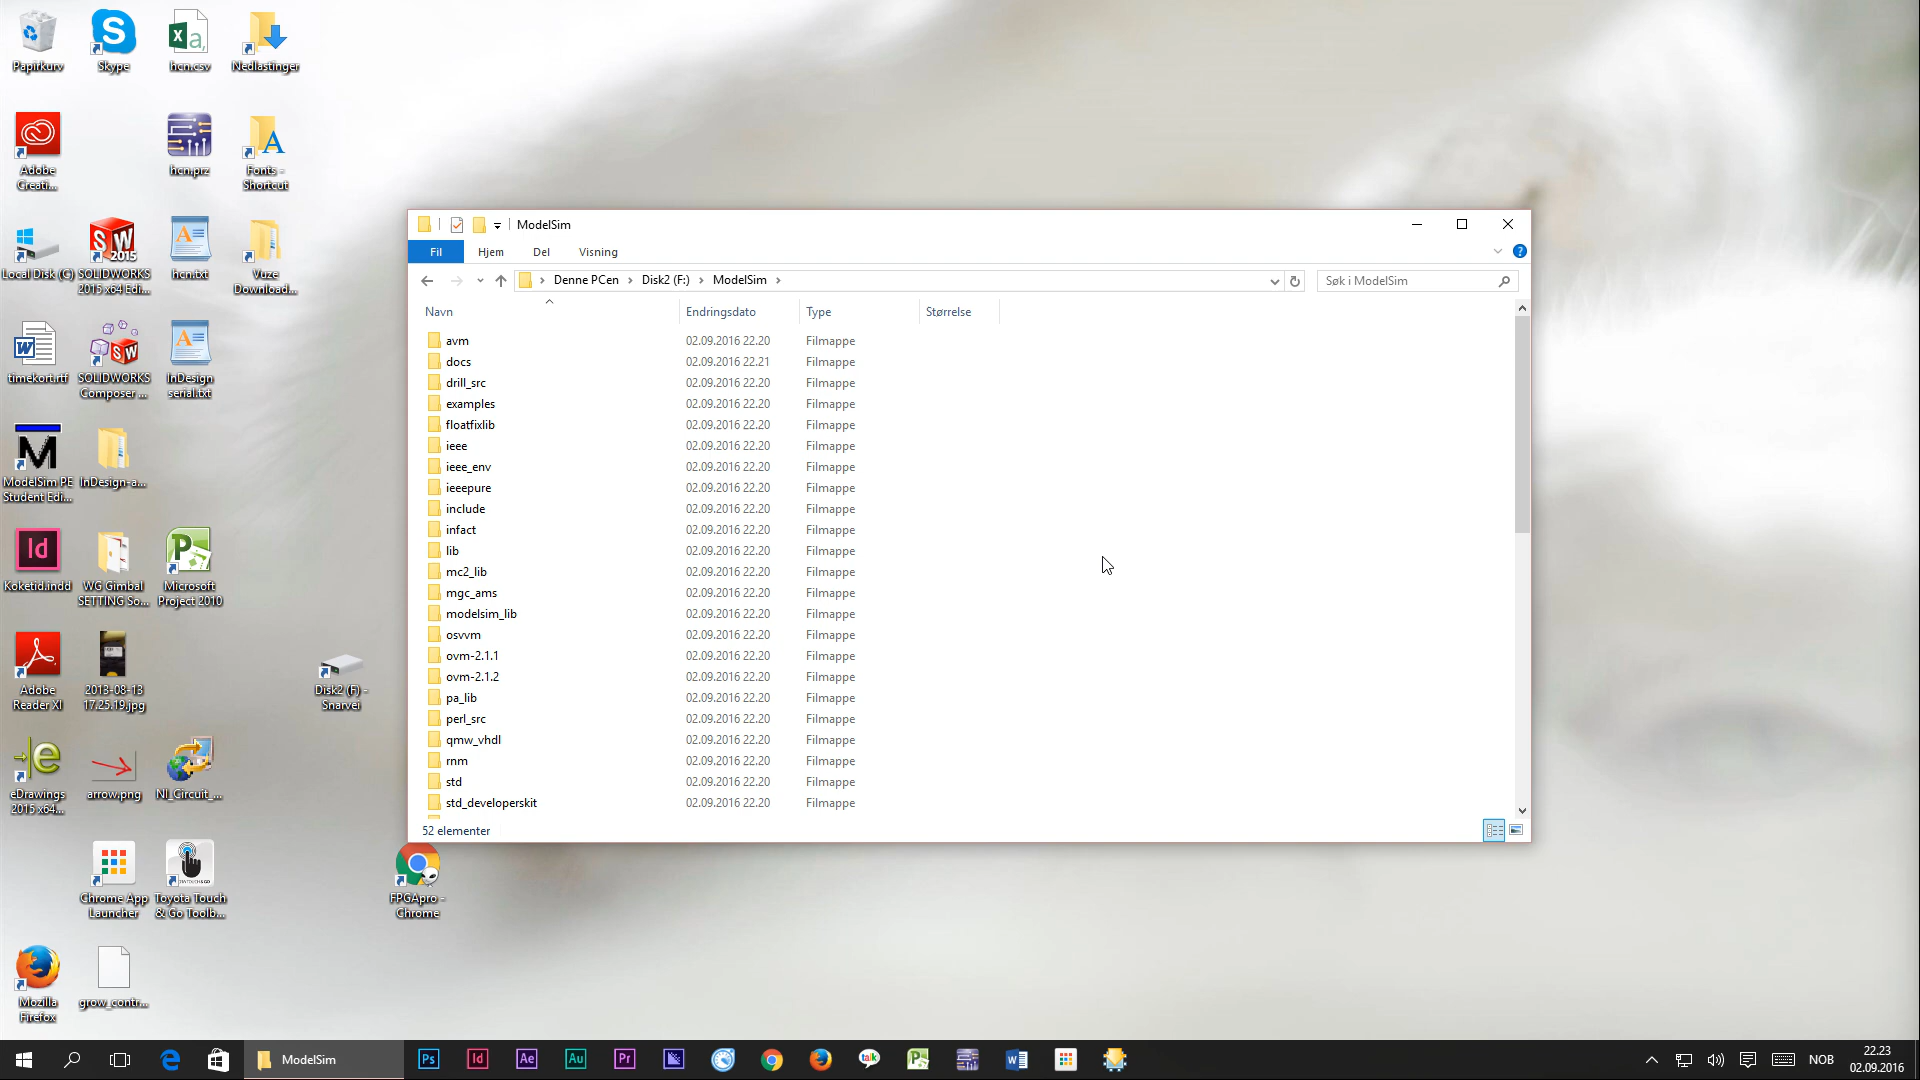 Papirkurv
Skype
hcn.csv
Nedlastinger
Adobe
Creati...
hcn.prz
Fonts -
Shortcut
Local Disk (C)
SOLIDWORKS
2015 x64 Edi...
hcn.txt
Vuze
Download...
timekort.rtf
SOLIDWORKS
Composer ...
InDesign
serial.txt
ModelSim PE
Student Edi...
InDesign-a...
Koketid.indd
WG Gimbal
SETTING So...
Microsoft
Project 2010
Adobe
Reader XI
2013-08-13
17.25.19.jpg
Disk2 (F) -
Snarvei
eDrawings
2015 x64...
arrow.png
NI_Circuit_...
Chrome App
Launcher
Toyota Touch
& Go Toolb...
FPGApro -
Chrome
Mozilla
Firefox
grow_contr...
ModelSim
Fil Hjem Del Visning
Denne PCen Disk2 (F:) ModelSim
Søk i ModelSim
Navn Endringsdato Type Størrelse
avm 02.09.2016 22.20 Filmappe
docs 02.09.2016 22.21 Filmappe
drill_src 02.09.2016 22.20 Filmappe
examples 02.09.2016 22.20 Filmappe
floatfixlib 02.09.2016 22.20 Filmappe
ieee 02.09.2016 22.20 Filmappe
ieee_env 02.09.2016 22.20 Filmappe
ieeepure 02.09.2016 22.20 Filmappe
include 02.09.2016 22.20 Filmappe
infact 02.09.2016 22.20 Filmappe
lib 02.09.2016 22.20 Filmappe
mc2_lib 02.09.2016 22.20 Filmappe
mgc_ams 02.09.2016 22.20 Filmappe
modelsim_lib 02.09.2016 22.20 Filmappe
osvvm 02.09.2016 22.20 Filmappe
ovm-2.1.1 02.09.2016 22.20 Filmappe
ovm-2.1.2 02.09.2016 22.20 Filmappe
pa_lib 02.09.2016 22.20 Filmappe
perl_src 02.09.2016 22.20 Filmappe
qmw_vhdl 02.09.2016 22.20 Filmappe
rnm 02.09.2016 22.20 Filmappe
std 02.09.2016 22.20 Filmappe
std_developerskit 02.09.2016 22.20 Filmappe
52 elementer
ModelSim
Ps Id Ae Au Pr talk
NOB
22.23
02.09.2016